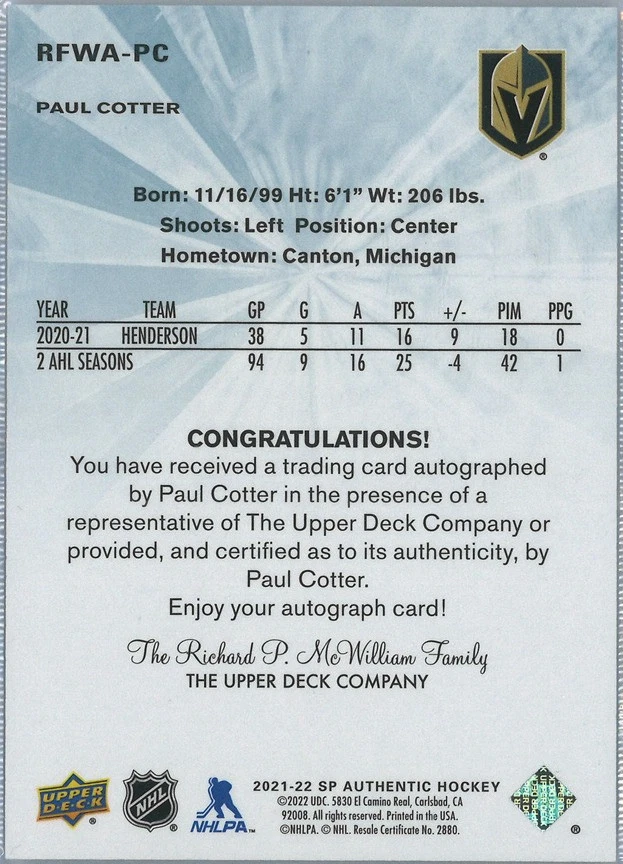 RFWA-PC
PAUL COTTER
Born: 11/16/99 Ht: 6'1” Wt: 206 lbs.
Shoots: Left Position: Center
Hometown: Canton, Michigan
YEAR TEAM GP G A PTS +/- PIM PPG
2020-21 HENDERSON 38 5 11 16 9 18 0
2 AHL SEASONS 94 9 16 25 -4 42 1
CONGRATULATIONS!
You have received a trading card autographed
by Paul Cotter in the presence of a
representative of The Upper Deck Company or
provided, and certified as to its authenticity, by
Paul Cotter.
Enjoy your autograph card!
The Richard P. McWilliam Family
THE UPPER DECK COMPANY
UPPER
D·E·C·K
®
NHL
®
NHLPA™
2021-22 SP AUTHENTIC HOCKEY
©2022 UDC. 5830 El Camino Real, Carlsbad, CA
92008. All rights reserved. Printed in the USA.
©NHLPA. © NHL. Resale Certificate No. 2880.
®